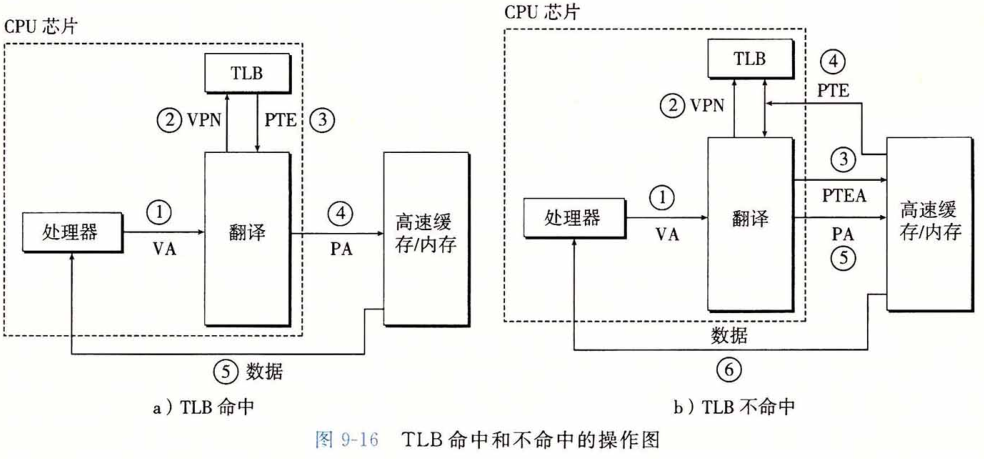 CPU 芯片
TLB
② VPN
PTE ③
处理器
①
VA
翻译
④
PA
高速缓
存/内存
⑤ 数据
a）TLB 命中
CPU 芯片
TLB
④
PTE
② VPN
处理器
①
VA
翻译
③
PTEA
PA
⑤
高速缓
存/内存
数据
⑥
b）TLB 不命中
图 9-16 TLB 命中和不命中的操作图